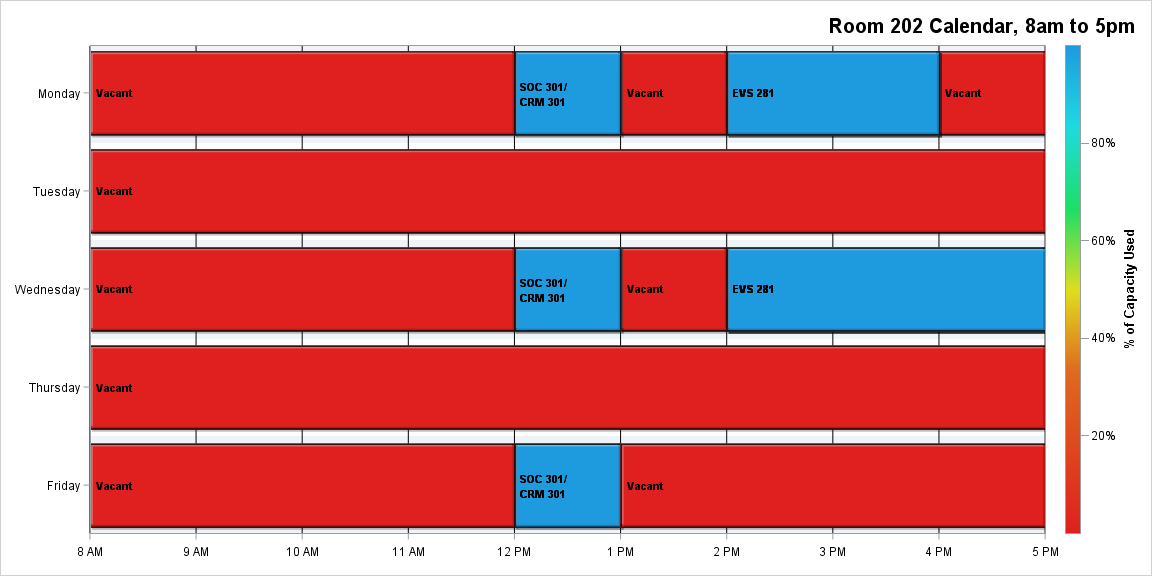 Room 202 Calendar, 8am to 5pm
Monday
Vacant
SOC 301/
CRM 301
Vacant
EVS 281
Vacant
Tuesday
Vacant
Wednesday
Vacant
SOC 301/
CRM 301
Vacant
EVS 281
Thursday
Vacant
Friday
Vacant
SOC 301/
CRM 301
Vacant
8 AM
9 AM
10 AM
11 AM
12 PM
1 PM
2 PM
3 PM
4 PM
5 PM
80%
60%
40%
20%
% of Capacity Used